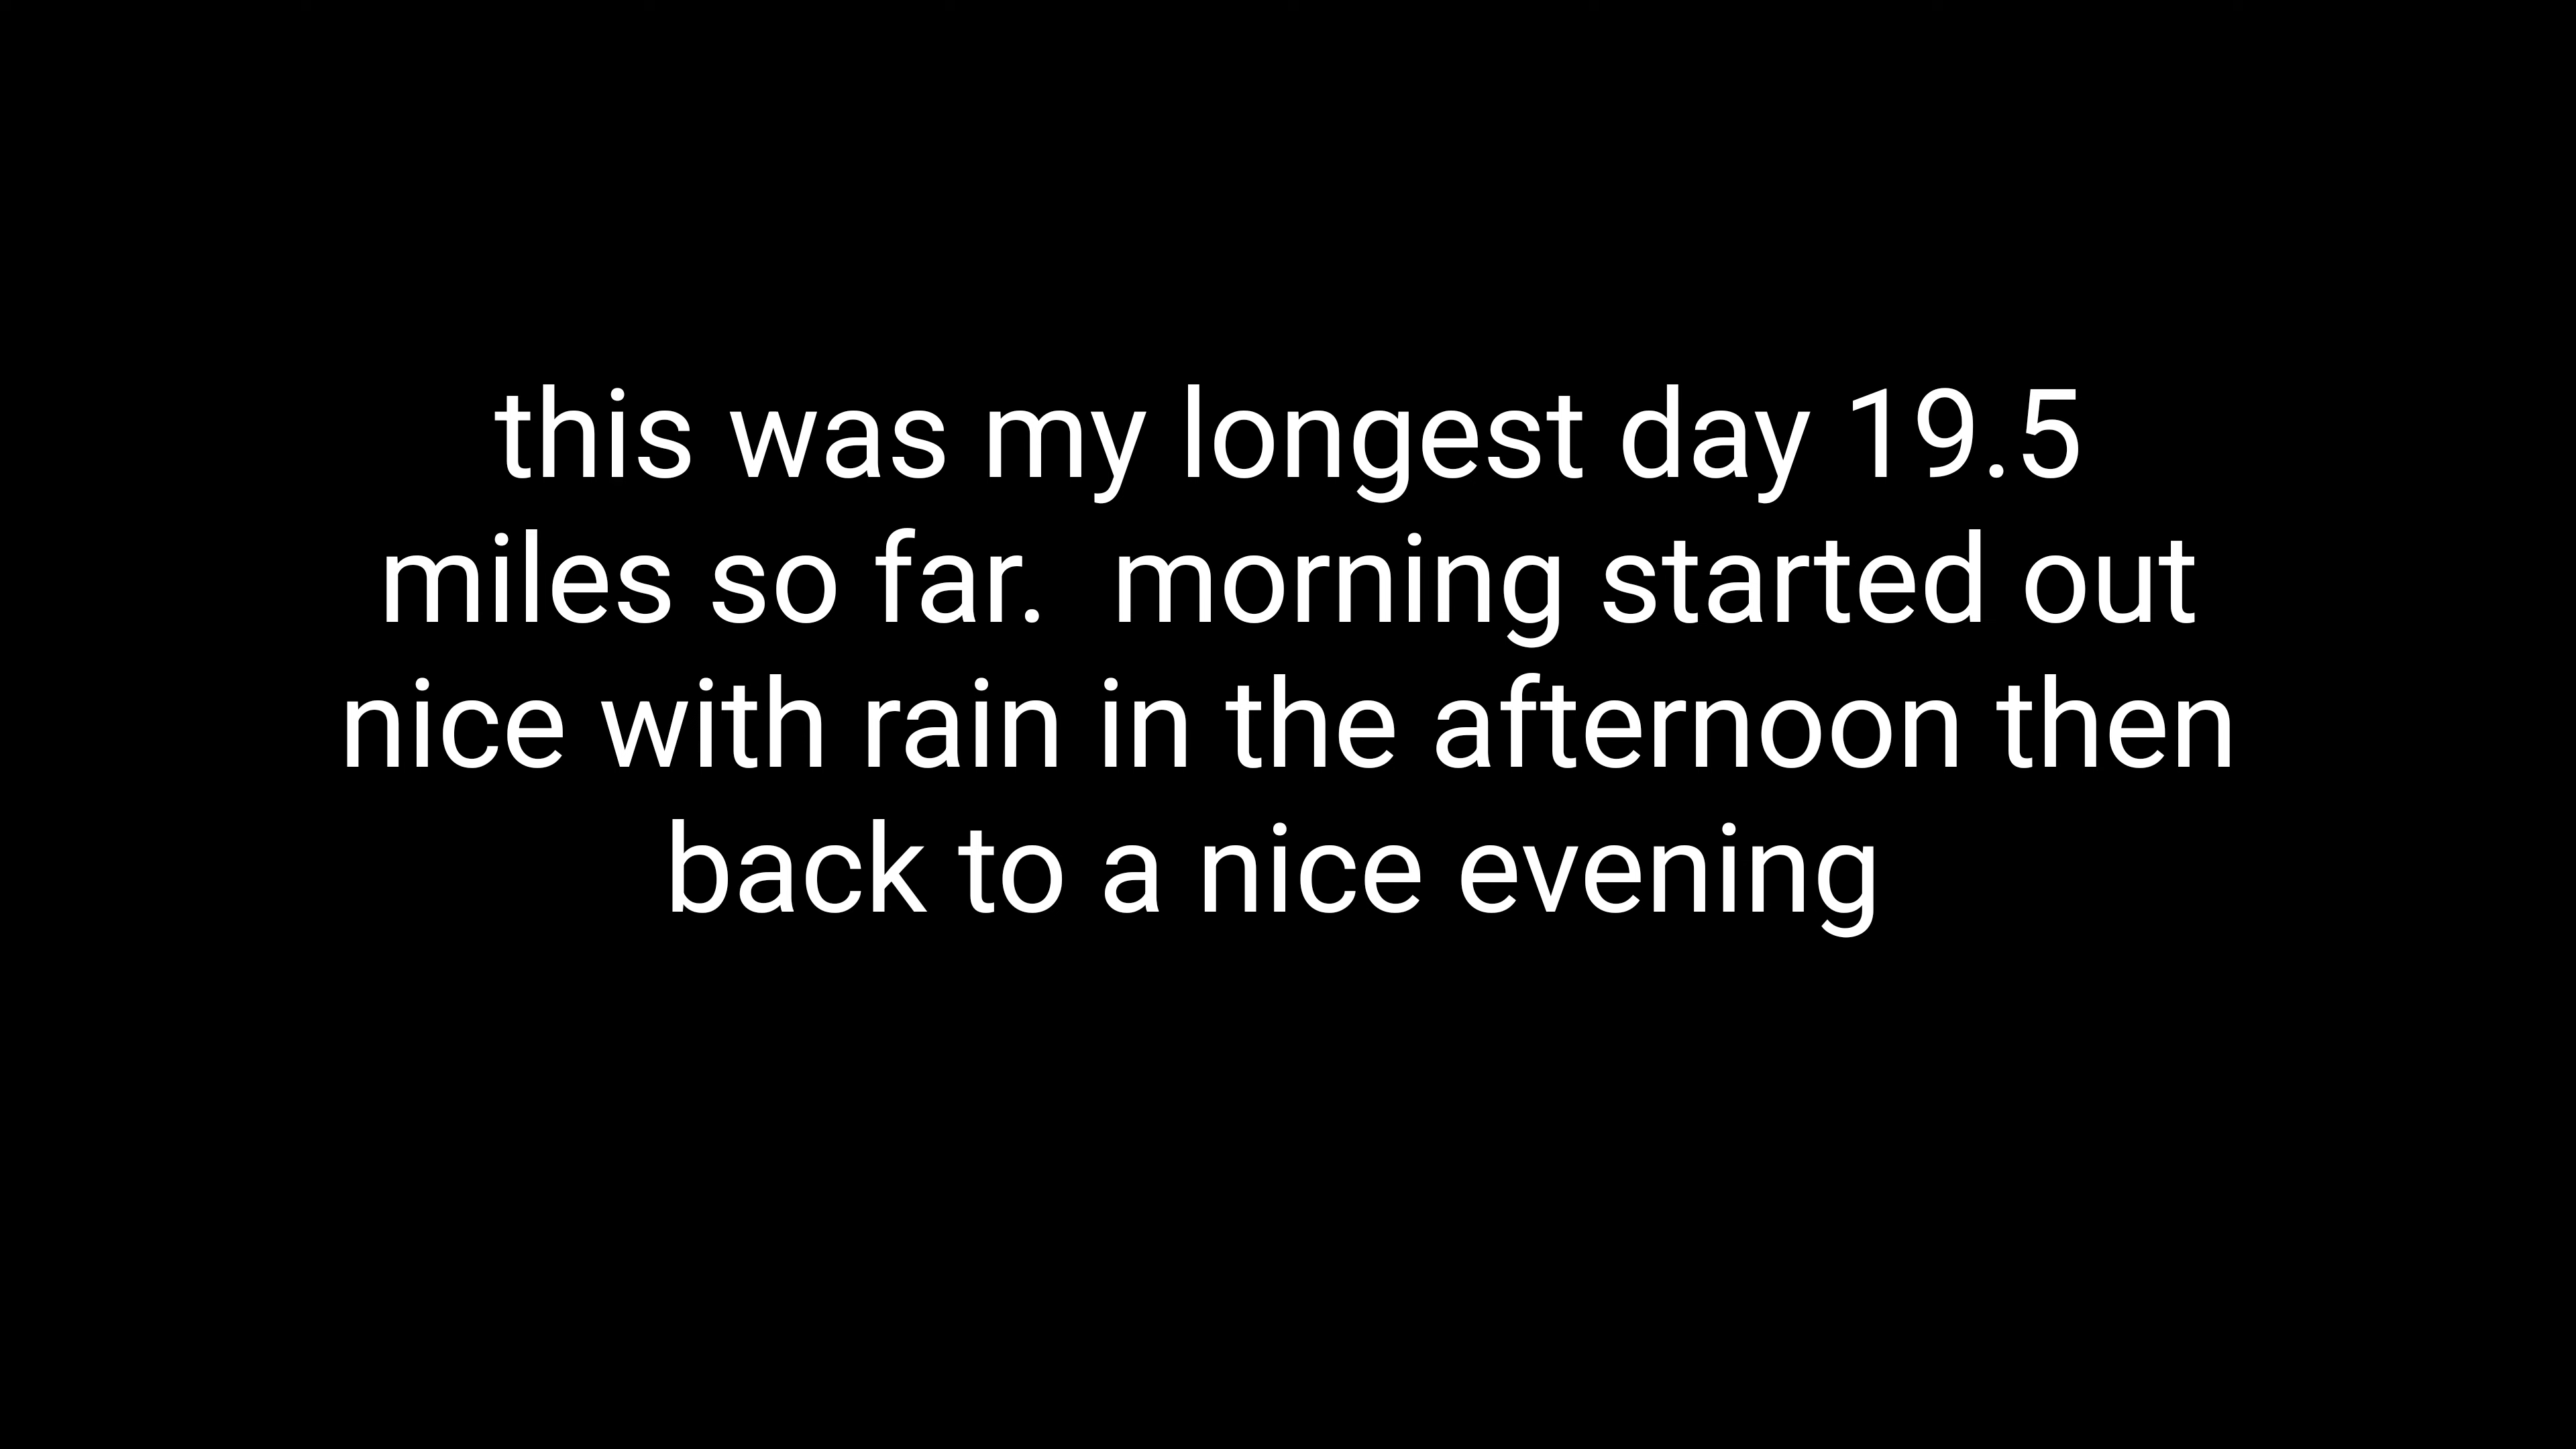 this was my longest day 19.5
miles so far.  morning started out
nice with rain in the afternoon then
back to a nice evening